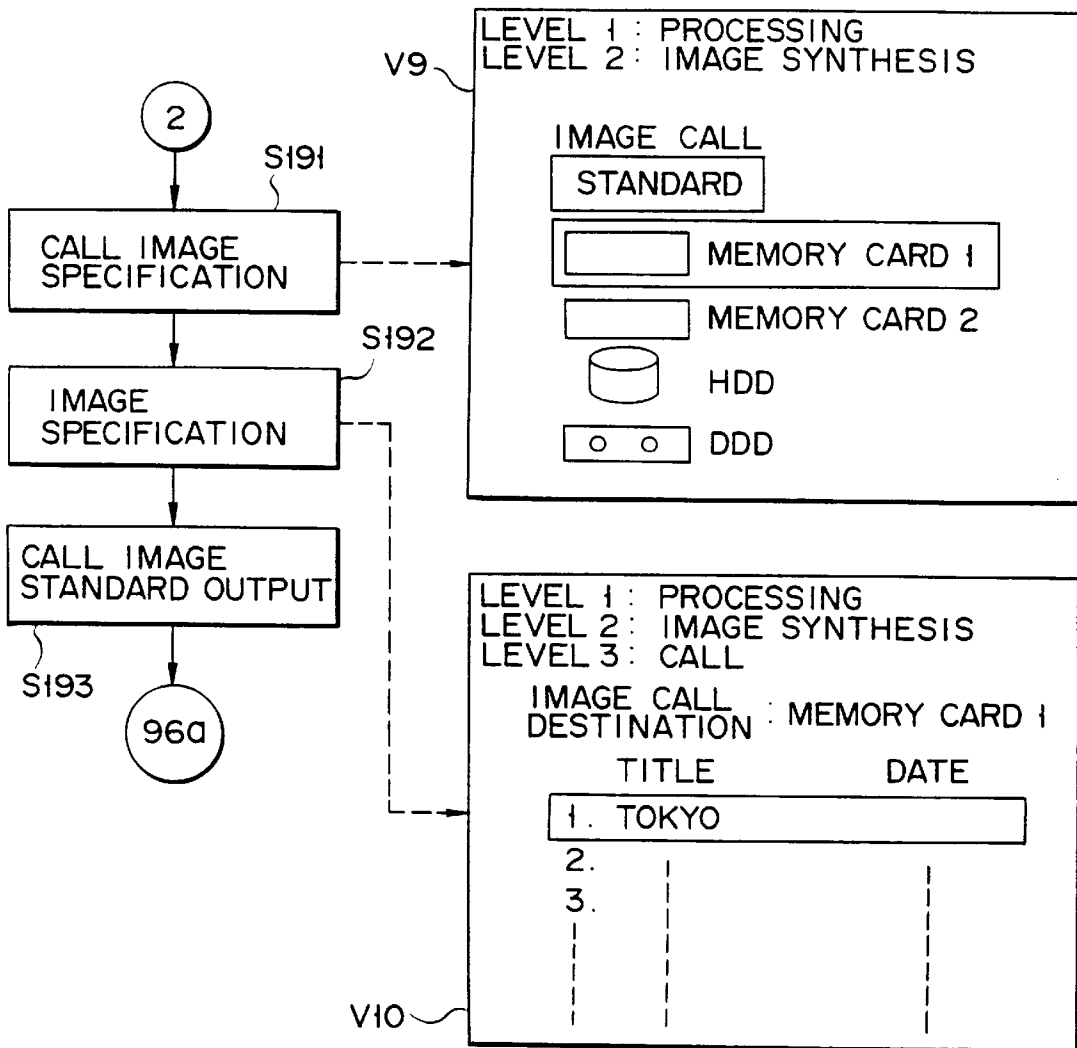 2
S191
CALL IMAGE
SPECIFICATION
S192
IMAGE
SPECIFICATION
CALL IMAGE
STANDARD OUTPUT
S193
96a
V9
LEVEL 1 : PROCESSING
LEVEL 2 : IMAGE SYNTHESIS
IMAGE CALL
STANDARD
MEMORY CARD 1
MEMORY CARD 2
HDD
DDD
V10
LEVEL 1 : PROCESSING
LEVEL 2 : IMAGE SYNTHESIS
LEVEL 3 : CALL
IMAGE CALL
DESTINATION : MEMORY CARD 1
TITLE DATE
1. TOKYO
2.
3.